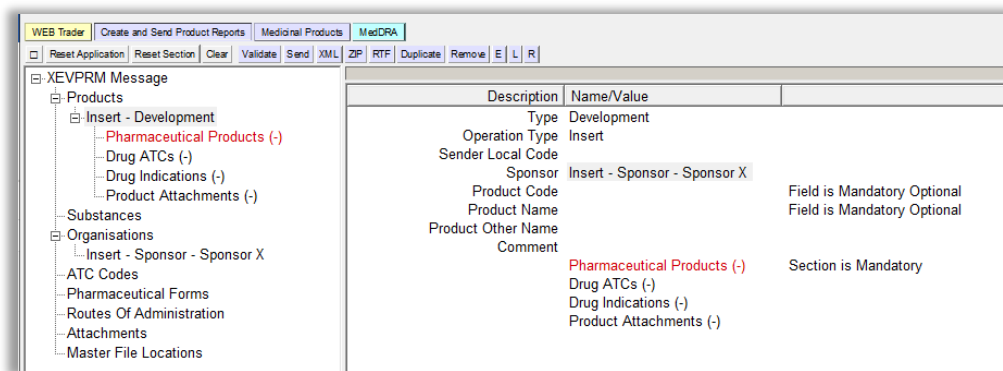 WEB Trader Create and Send Product Reports Medicinal Products MedDRA
Reset Application Reset Section Clear Validate Send XML ZIP RTF Duplicate Remove E L R
XEVPRM Message
Products
Insert - Development
Pharmaceutical Products (-)
Drug ATCs (-)
Drug Indications (-)
Product Attachments (-)
Substances
Organisations
Insert - Sponsor - Sponsor X
ATC Codes
Pharmaceutical Forms
Routes Of Administration
Attachments
Master File Locations
Description Name/Value
Type Development
Operation Type Insert
Sender Local Code
Sponsor Insert - Sponsor - Sponsor X
Product Code Field is Mandatory Optional
Product Name Field is Mandatory Optional
Product Other Name
Comment
Pharmaceutical Products (-) Section is Mandatory
Drug ATCs (-)
Drug Indications (-)
Product Attachments (-)